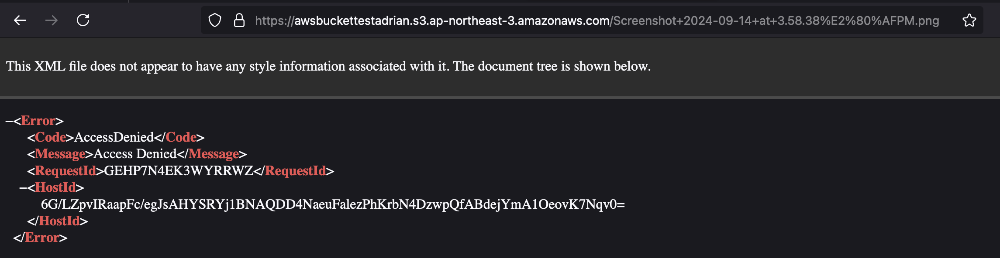 https://awsbuckettestadrian.s3.ap-northeast-3.amazonaws.com/Screenshot+2024-09-14+at+3.58.38%E2%80%AFPM.png
This XML file does not appear to have any style information associated with it. The document tree is shown below.
–<Error>
<Code>AccessDenied</Code>
<Message>Access Denied</Message>
<RequestId>GEHP7N4EK3WYRRWZ</RequestId>
–<HostId>
6G/LZpvIRaapFc/egJsAHYSRYj1BNAQDD4NaeuFalezPhKrbN4DzwpQfABdejYmA1OeovK7Nqv0=
</HostId>
</Error>